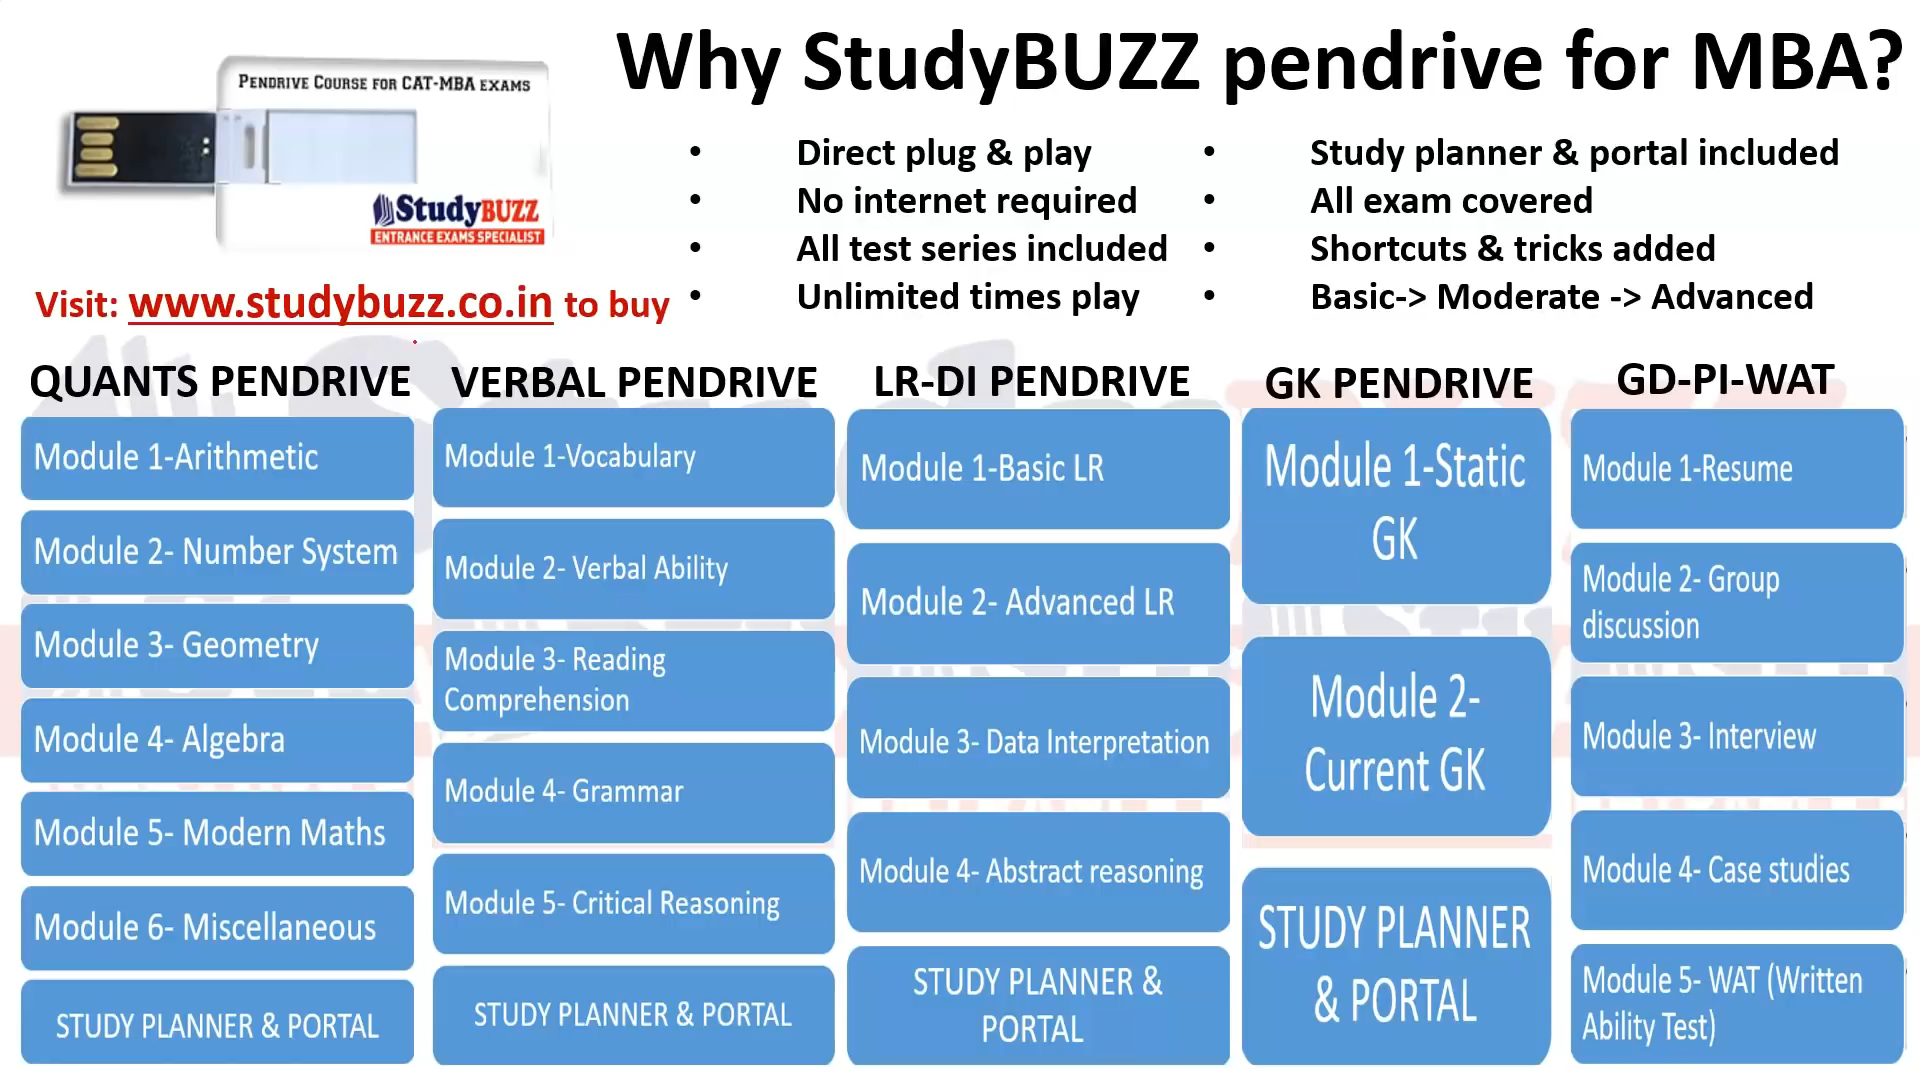 Why StudyBUZZ pendrive for MBA?
PENDRIVE COURSE FOR CAT-MBA EXAMS
StudyBUZZ
ENTRANCE EXAMS SPECIALIST
Visit: www.studybuzz.co.in to buy
• Direct plug & play
• No internet required
• All test series included
• Unlimited times play
• Study planner & portal included
• All exam covered
• Shortcuts & tricks added
• Basic-> Moderate -> Advanced
QUANTS PENDRIVE
Module 1-Arithmetic
Module 2- Number System
Module 3- Geometry
Module 4- Algebra
Module 5- Modern Maths
Module 6- Miscellaneous
STUDY PLANNER & PORTAL
VERBAL PENDRIVE
Module 1-Vocabulary
Module 2- Verbal Ability
Module 3- Reading
Comprehension
Module 4- Grammar
Module 5- Critical Reasoning
STUDY PLANNER & PORTAL
LR-DI PENDRIVE
Module 1-Basic LR
Module 2- Advanced LR
Module 3- Data Interpretation
Module 4- Abstract reasoning
STUDY PLANNER &
PORTAL
GK PENDRIVE
Module 1-Static
GK
Module 2-
Current GK
STUDY PLANNER
& PORTAL
GD-PI-WAT
Module 1-Resume
Module 2- Group
discussion
Module 3- Interview
Module 4- Case studies
Module 5- WAT (Written
Ability Test)